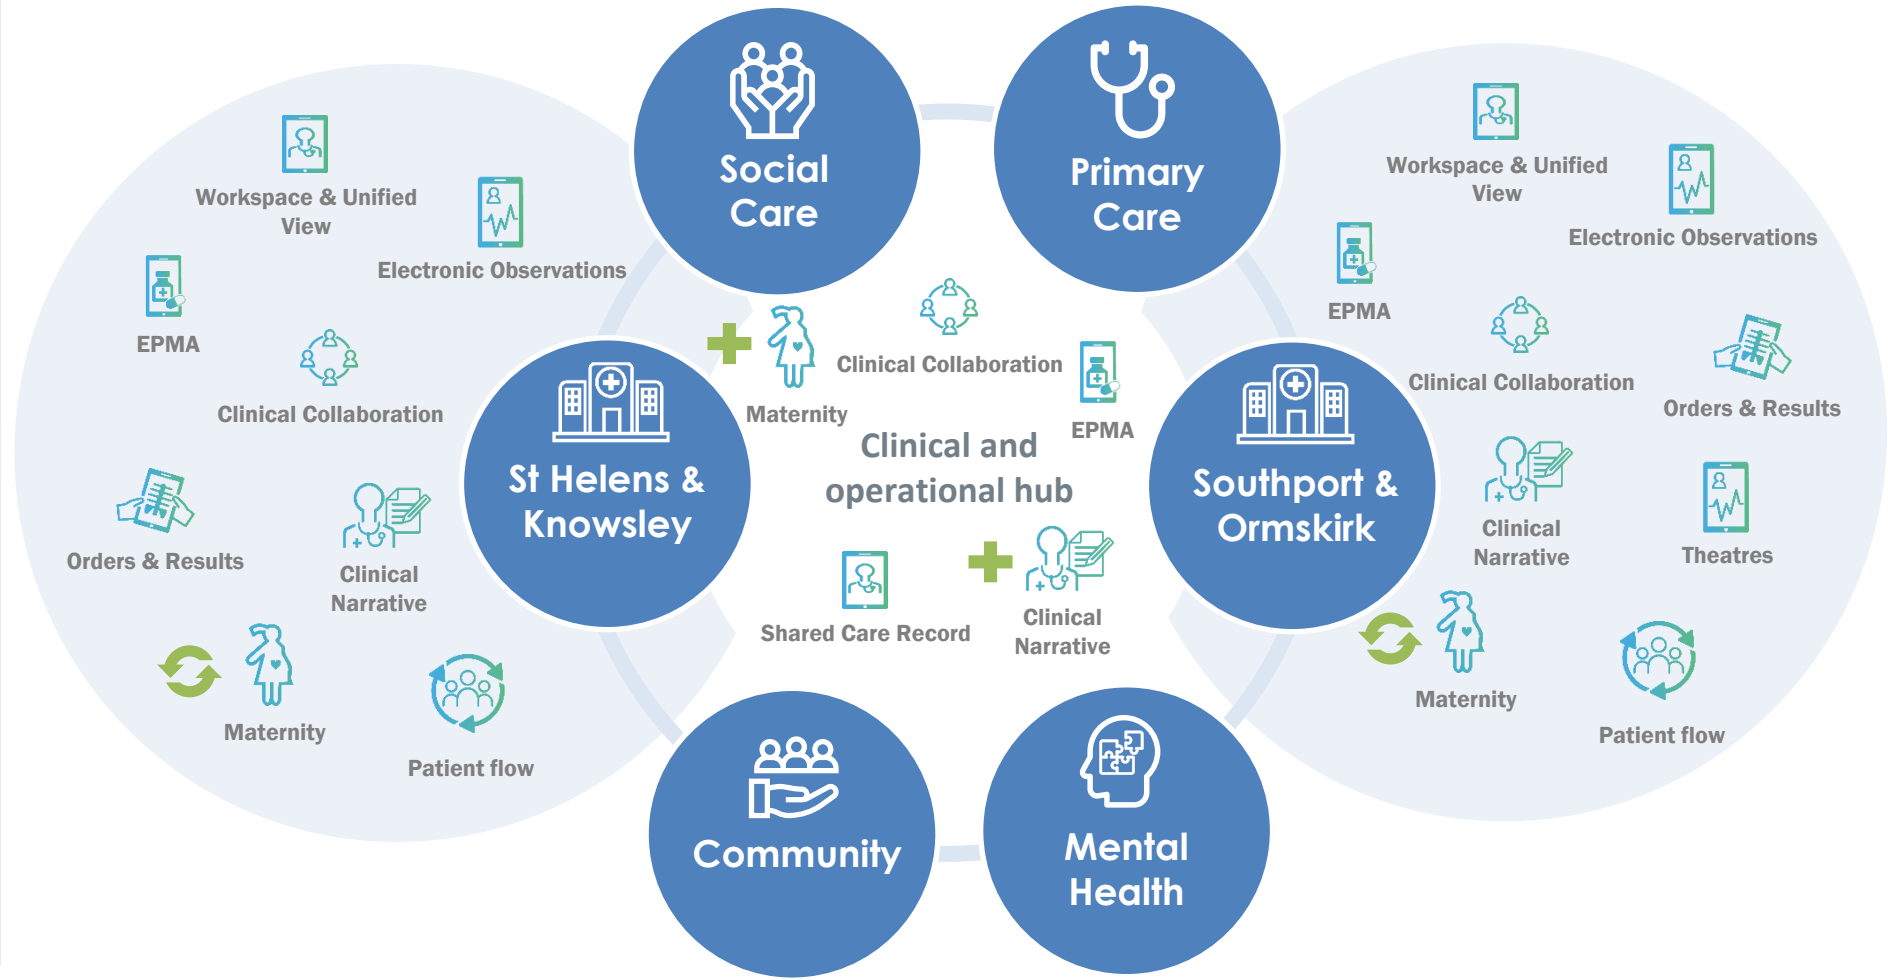 Social
Care
Primary
Care
Workspace & Unified
View
Electronic Observations
EPMA
Clinical Collaboration
Orders & Results
Clinical
Narrative
Maternity
Patient flow
St Helens &
Knowsley
Maternity
Clinical Collaboration
EPMA
Clinical and
operational hub
Shared Care Record
Clinical
Narrative
Southport &
Ormskirk
Workspace & Unified
View
Electronic Observations
EPMA
Clinical Collaboration
Orders & Results
Clinical
Narrative
Theatres
Maternity
Patient flow
Community
Mental
Health